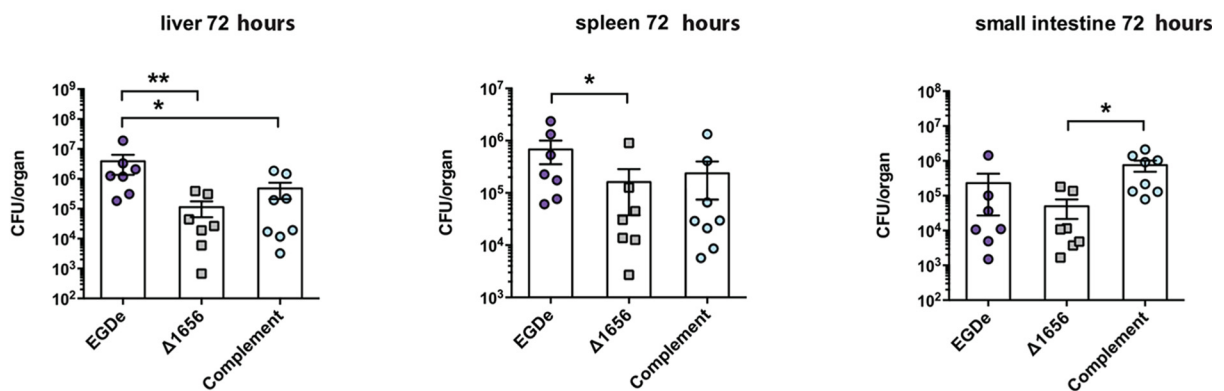 liver 72 hours
**
*
CFU/organ
10⁹
10⁸
10⁷
10⁶
10⁵
10⁴
10³
10²
EGDe
Δ1656
Complement
spleen 72 hours
*
CFU/organ
10⁷
10⁶
10⁵
10⁴
10³
EGDe
Δ1656
Complement
small intestine 72 hours
*
CFU/organ
10⁸
10⁷
10⁶
10⁵
10⁴
10³
10²
EGDe
Δ1656
Complement